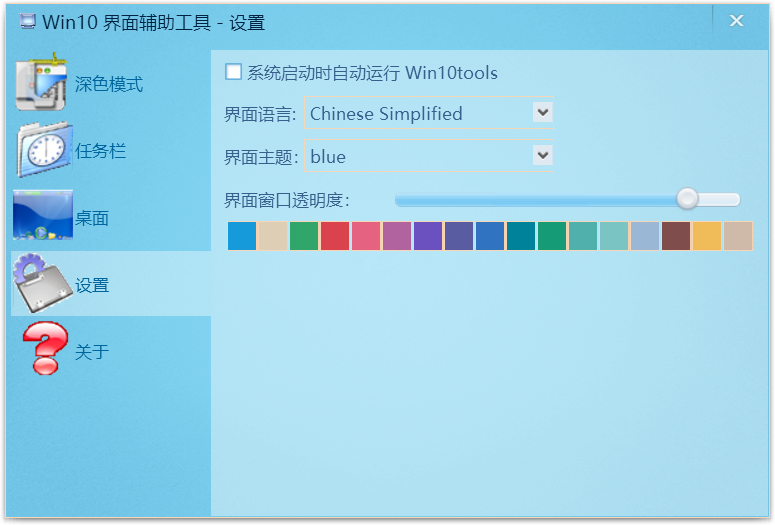 Win10 界面辅助工具 - 设置
深色模式
任务栏
桌面
设置
关于
系统启动时自动运行 Win10tools
界面语言: Chinese Simplified
界面主题: blue
界面窗口透明度: